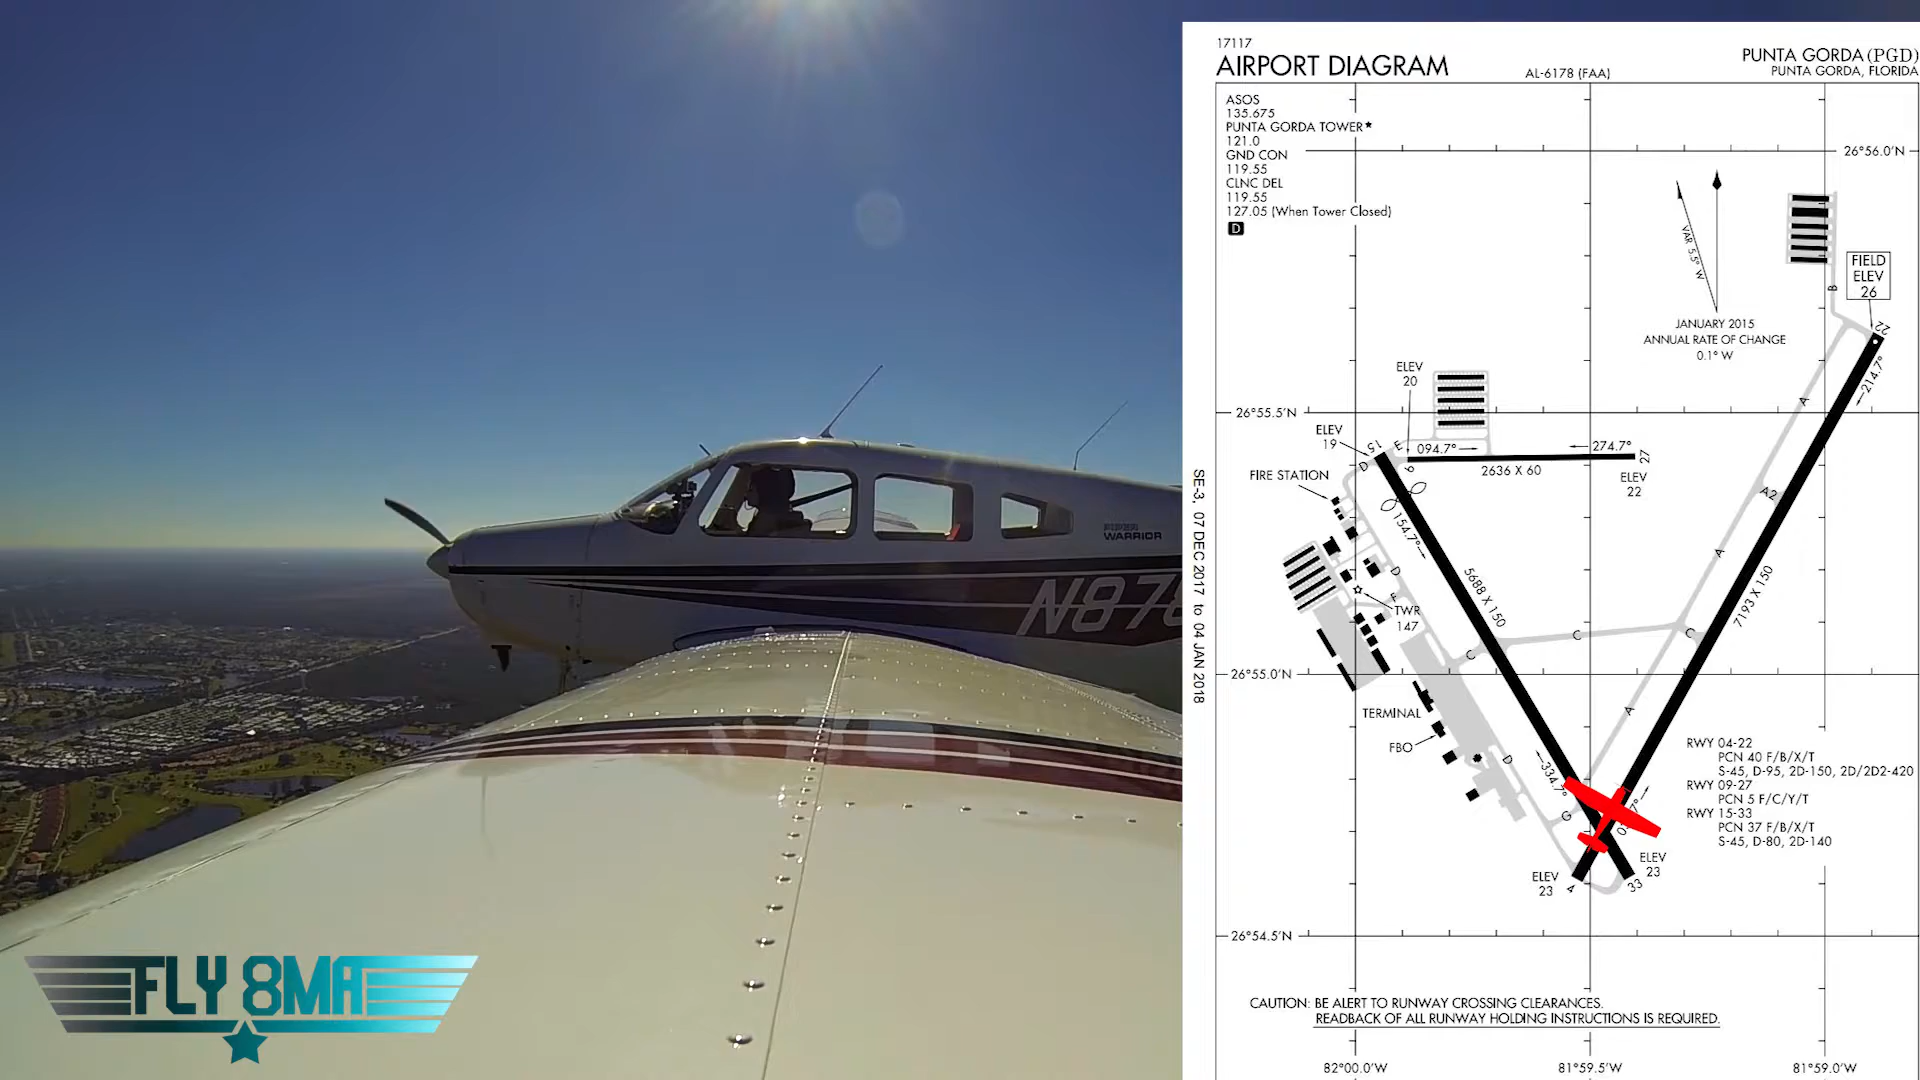 PIPER
WARRIOR
N878
FLY 8MA
17117
AIRPORT DIAGRAM
AL-6178 (FAA)
PUNTA GORDA (PGD)
PUNTA GORDA, FLORIDA
ASOS
135.675
PUNTA GORDA TOWER★
121.0
GND CON
119.55
CLNC DEL
119.55
127.05 (When Tower Closed)
D
26°56.0'N
VAR 5.5° W
JANUARY 2015
ANNUAL RATE OF CHANGE
0.1° W
B
FIELD
ELEV
26
22
214.7°
A
ELEV
20
26°55.5'N
ELEV
19
15
E
D
9
094.7°
274.7°
2636 X 60
27
ELEV
22
A2
FIRE STATION
154.7°
A
D
F
5688 X 150
7193 X 150
TWR
147
C
C
C
26°55.0'N
A
TERMINAL
FBO
D
334.7°
G
RWY 04-22
PCN 40 F/B/X/T
S-45, D-95, 2D-150, 2D/2D2-420
RWY 09-27
PCN 5 F/C/Y/T
RWY 15-33
PCN 37 F/B/X/T
S-45, D-80, 2D-140
ELEV
23
4
33
ELEV
23
26°54.5'N
SE-3, 07 DEC 2017 to 04 JAN 2018
CAUTION: BE ALERT TO RUNWAY CROSSING CLEARANCES.
READBACK OF ALL RUNWAY HOLDING INSTRUCTIONS IS REQUIRED.
82°00.0'W
81°59.5'W
81°59.0'W